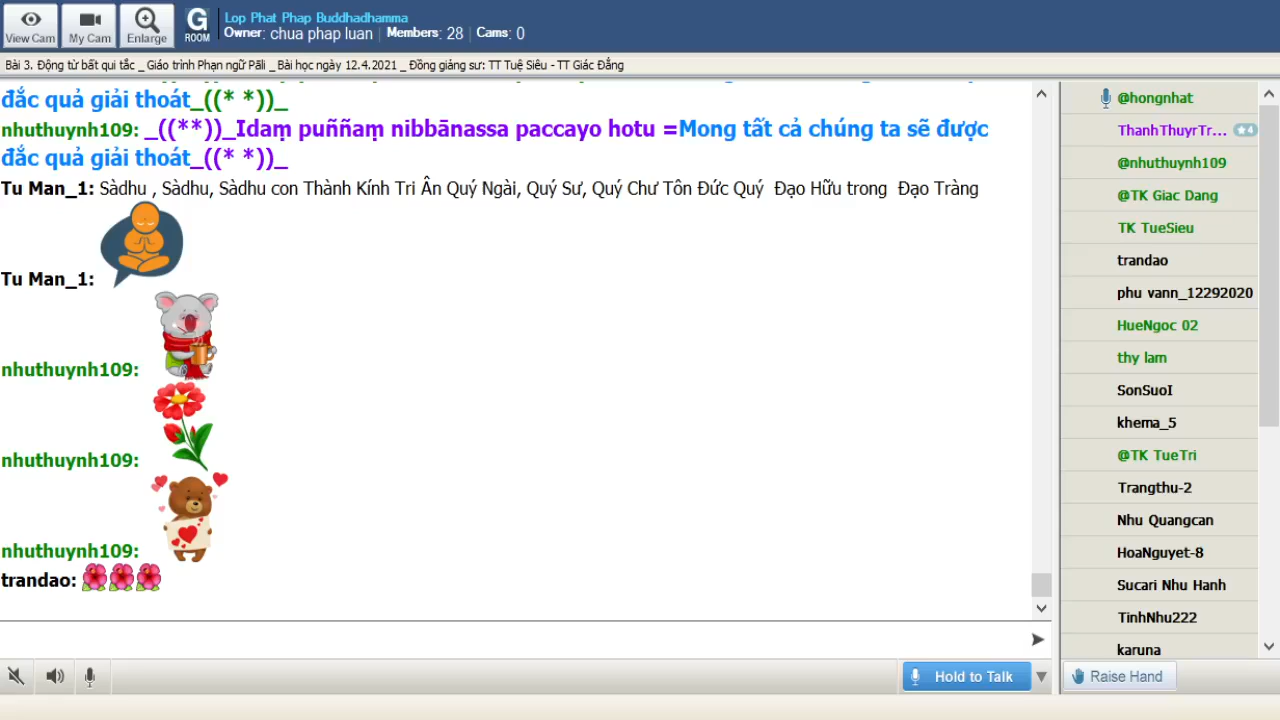 View Cam
My Cam
Enlarge
G
ROOM
Lop Phat Phap Buddhadhamma
Owner: chua phap luan | Members: 28 | Cams: 0
Bài 3. Động từ bất qui tắc _ Giáo trình Phạn ngữ Pāli _ Bài học ngày 12.4.2021 _ Đồng giảng sư: TT Tuệ Siêu - TT Giác Đẳng
đắc quả giải thoát_((* *))_
nhuthuynh109: _((**))_Idaṃ puññaṃ nibbānassa paccayo hotu =Mong tất cả chúng ta sẽ được
đắc quả giải thoát_((* *))_
Tu Man_1: Sàdhu , Sàdhu, Sàdhu con Thành Kính Tri Ân Quý Ngài, Quý Sư, Quý Chư Tôn Đức Quý Đạo Hữu trong Đạo Tràng
Tu Man_1:
nhuthuynh109:
nhuthuynh109:
nhuthuynh109:
trandao:
@hongnhat
ThanhThuyrTr... ★4
@nhuthuynh109
@TK Giac Dang
TK TueSieu
trandao
phu vann_12292020
HueNgoc 02
thy lam
SonSuoI
khema_5
@TK TueTri
Trangthu-2
Nhu Quangcan
HoaNguyet-8
Sucari Nhu Hanh
TinhNhu222
karuna
Hold to Talk
Raise Hand